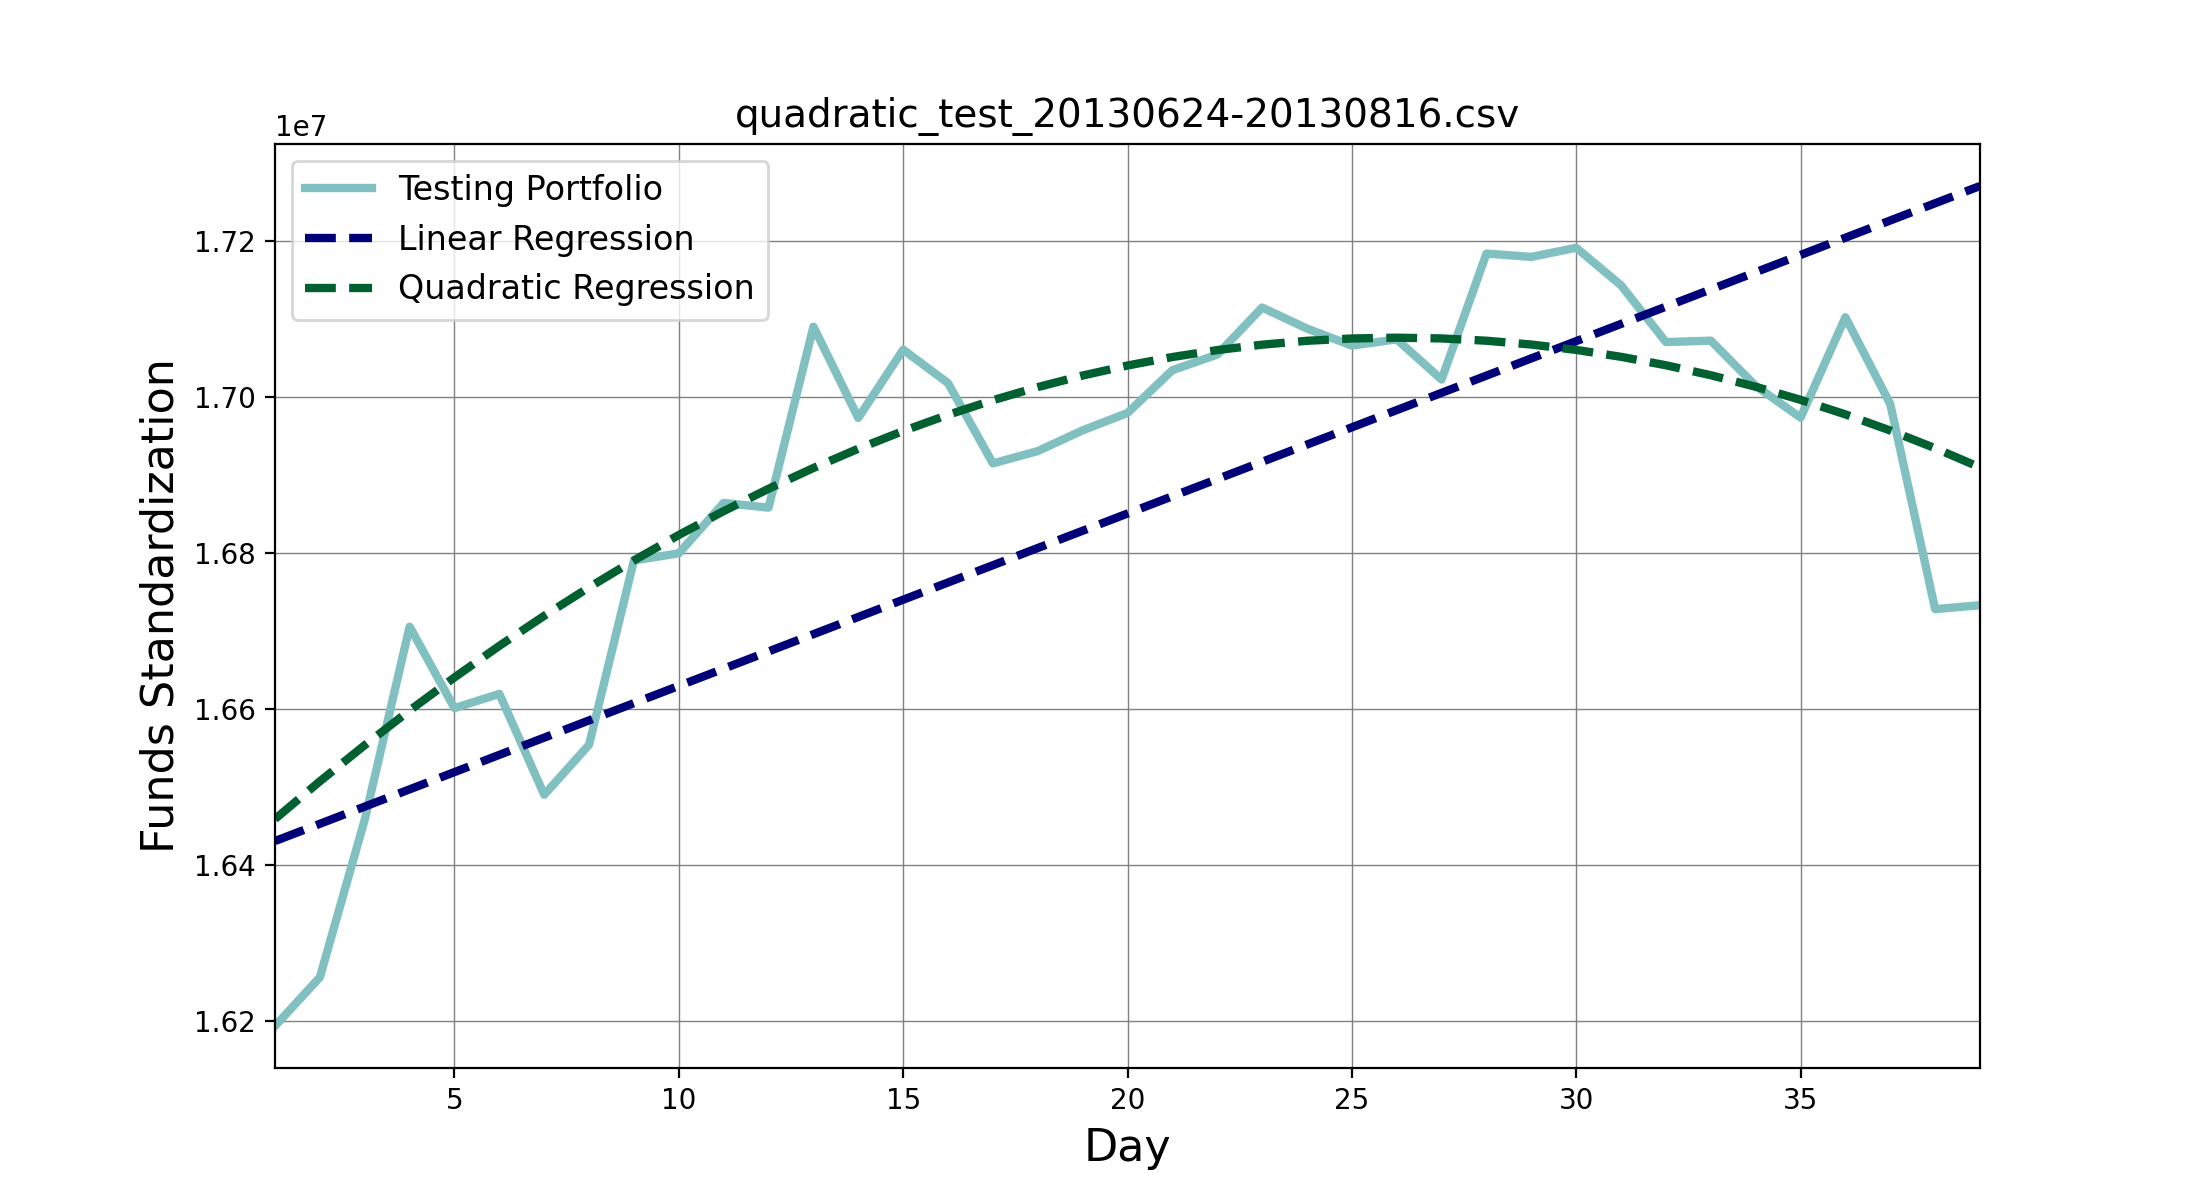 quadratic_test_20130624-20130816.csv
1e7
Testing Portfolio
Linear Regression
Quadratic Regression
Funds Standardization
1.72
1.70
1.68
1.66
1.64
1.62
5 10 15 20 25 30 35
Day